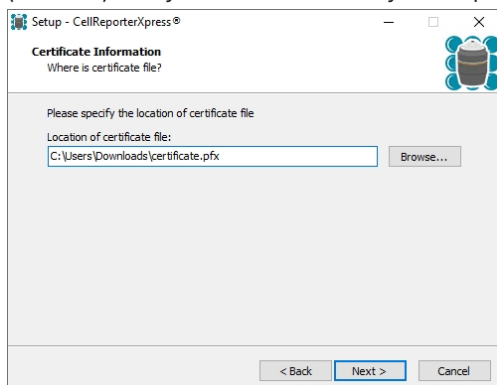 Setup - CellReporterXpress®
Certificate Information
Where is certificate file?
Please specify the location of certificate file
Location of certificate file:
C:\Users\Downloads\certificate.pfx
Browse...
< Back
Next >
Cancel